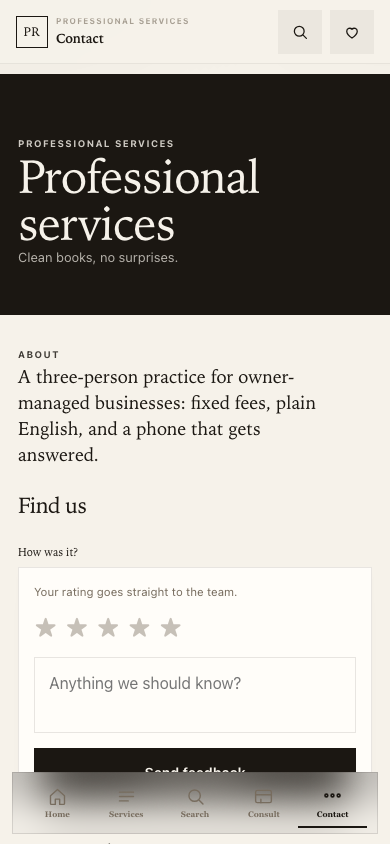 PR
PROFESSIONAL SERVICES
Contact
PROFESSIONAL SERVICES
Professional
services
Clean books, no surprises.
ABOUT
A three-person practice for owner-
managed businesses: fixed fees, plain
English, and a phone that gets
answered.
Find us
How was it?
Your rating goes straight to the team.
Anything we should know?
Send feedback
Home
Services
Search
Consult
Contact